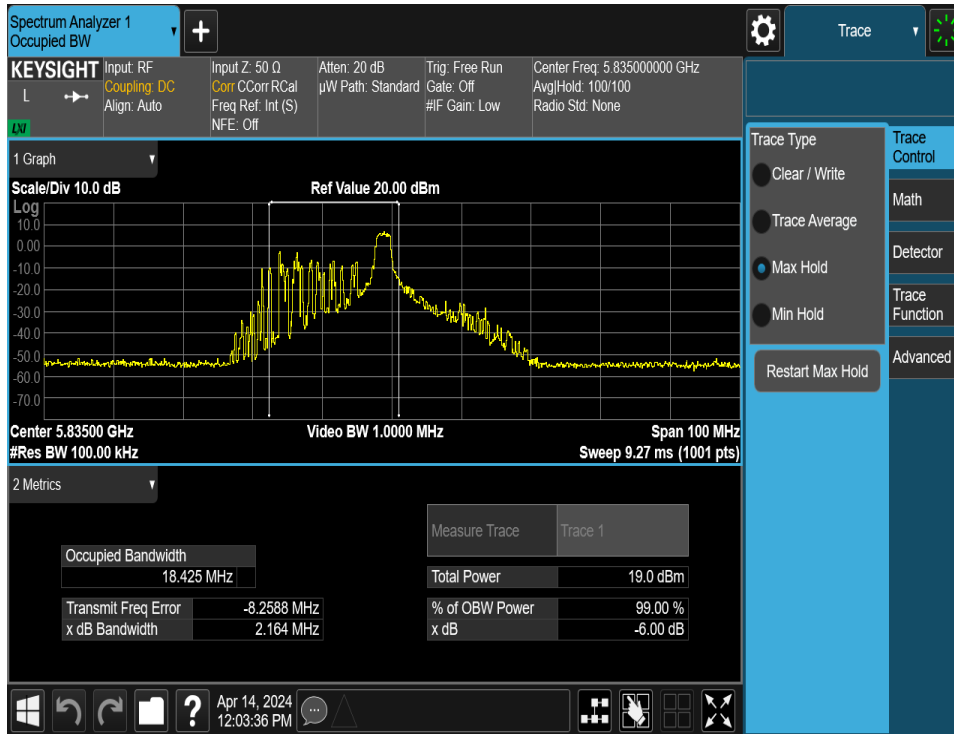 Spectrum Analyzer 1
Occupied BW
+
Trace
KEYSIGHT
L
LXI
Input: RF
Coupling: DC
Align: Auto
Input Z: 50 Ω
Corr CCorr RCal
Freq Ref: Int (S)
NFE: Off
Atten: 20 dB
µW Path: Standard
Trig: Free Run
Gate: Off
#IF Gain: Low
Center Freq: 5.835000000 GHz
Avg|Hold: 100/100
Radio Std: None
1 Graph
Scale/Div 10.0 dB
Ref Value 20.00 dBm
Log
10.0
0.00
-10.0
-20.0
-30.0
-40.0
-50.0
-60.0
-70.0
Center 5.83500 GHz
Video BW 1.0000 MHz
Span 100 MHz
#Res BW 100.00 kHz
Sweep 9.27 ms (1001 pts)
2 Metrics
Measure Trace
Trace 1
Occupied Bandwidth
18.425 MHz
Total Power
19.0 dBm
Transmit Freq Error
-8.2588 MHz
% of OBW Power
99.00 %
x dB Bandwidth
2.164 MHz
x dB
-6.00 dB
Trace Type
Clear / Write
Trace Average
Max Hold
Min Hold
Restart Max Hold
Trace
Control
Math
Detector
Trace
Function
Advanced
?
Apr 14, 2024
12:03:36 PM